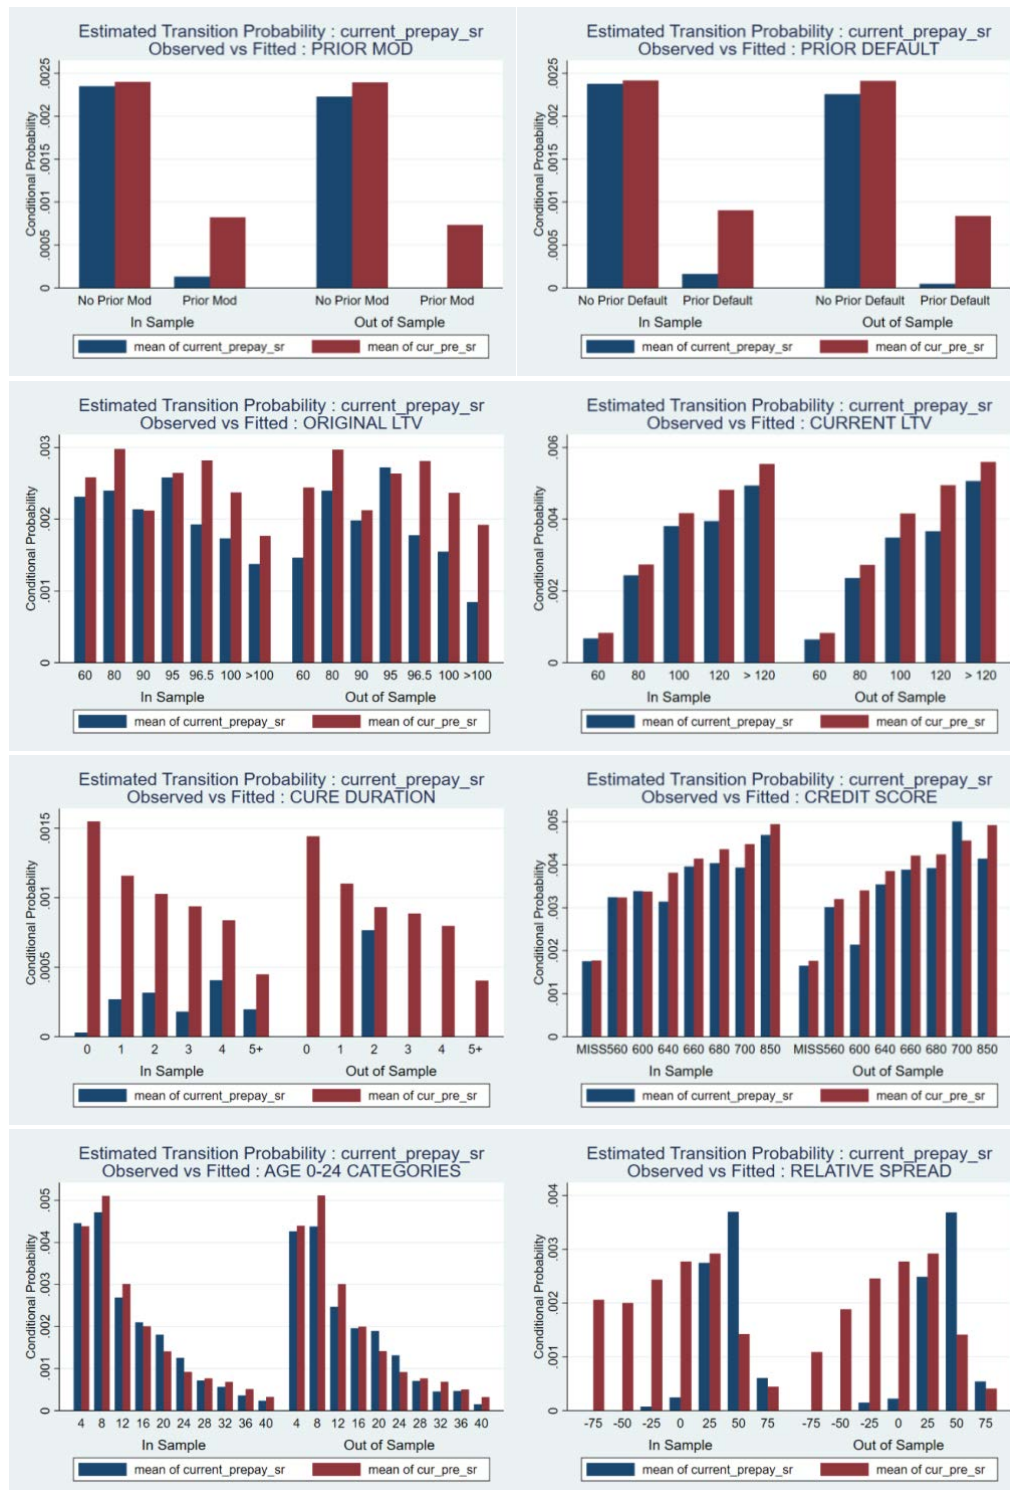 Estimated Transition Probability : current_prepay_sr
Observed vs Fitted : PRIOR MOD
Conditional Probability
0 .0005 .001 .0015 .002 .0025
No Prior Mod Prior Mod No Prior Mod Prior Mod
In Sample Out of Sample
mean of current_prepay_sr mean of cur_pre_sr
Estimated Transition Probability : current_prepay_sr
Observed vs Fitted : PRIOR DEFAULT
Conditional Probability
0 .0005 .001 .0015 .002 .0025
No Prior Default Prior Default No Prior Default Prior Default
In Sample Out of Sample
mean of current_prepay_sr mean of cur_pre_sr
Estimated Transition Probability : current_prepay_sr
Observed vs Fitted : ORIGINAL LTV
Conditional Probability
0 .001 .002 .003
60 80 90 95 96.5 100 >100 60 80 90 95 96.5 100 >100
In Sample Out of Sample
mean of current_prepay_sr mean of cur_pre_sr
Estimated Transition Probability : current_prepay_sr
Observed vs Fitted : CURRENT LTV
Conditional Probability
0 .002 .004 .006
60 80 100 120 > 120 60 80 100 120 > 120
In Sample Out of Sample
mean of current_prepay_sr mean of cur_pre_sr
Estimated Transition Probability : current_prepay_sr
Observed vs Fitted : CURE DURATION
Conditional Probability
0 .0005 .001 .0015
0 1 2 3 4 5+ 0 1 2 3 4 5+
In Sample Out of Sample
mean of current_prepay_sr mean of cur_pre_sr
Estimated Transition Probability : current_prepay_sr
Observed vs Fitted : CREDIT SCORE
Conditional Probability
0 .001 .002 .003 .004 .005
MISS560 600 640 660 680 700 850 MISS560 600 640 660 680 700 850
In Sample Out of Sample
mean of current_prepay_sr mean of cur_pre_sr
Estimated Transition Probability : current_prepay_sr
Observed vs Fitted : AGE 0-24 CATEGORIES
Conditional Probability
0 .001 .002 .003 .004 .005
4 8 12 16 20 24 28 32 36 40 4 8 12 16 20 24 28 32 36 40
In Sample Out of Sample
mean of current_prepay_sr mean of cur_pre_sr
Estimated Transition Probability : current_prepay_sr
Observed vs Fitted : RELATIVE SPREAD
Conditional Probability
0 .001 .002 .003 .004
-75 -50 -25 0 25 50 75 -75 -50 -25 0 25 50 75
In Sample Out of Sample
mean of current_prepay_sr mean of cur_pre_sr